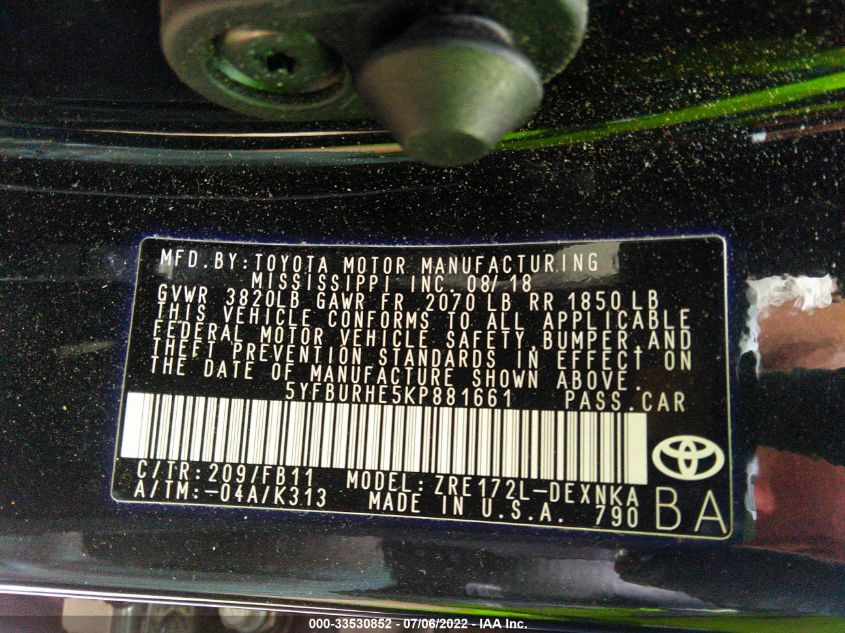 MFD.BY:TOYOTA MOTOR MANUFACTURING
MISSISSIPPI INC. 08/18
GVWR 3820LB GAWR FR 2070 LB RR 1850 LB
THIS VEHICLE CONFORMS TO ALL APPLICABLE
FEDERAL MOTOR VEHICLE SAFETY, BUMPER, AND
THEFT PREVENTION STANDARDS IN EFFECT ON
THE DATE OF MANUFACTURE SHOWN ABOVE.
5YFBURHE5KP881661 PASS.CAR
C/TR:209/FB11 MODEL:ZRE172L-DEXNKA
A/TM:-04A/K313 MADE IN U.S.A. 790
BA
000-33530852 - 07/06/2022 - IAA Inc.